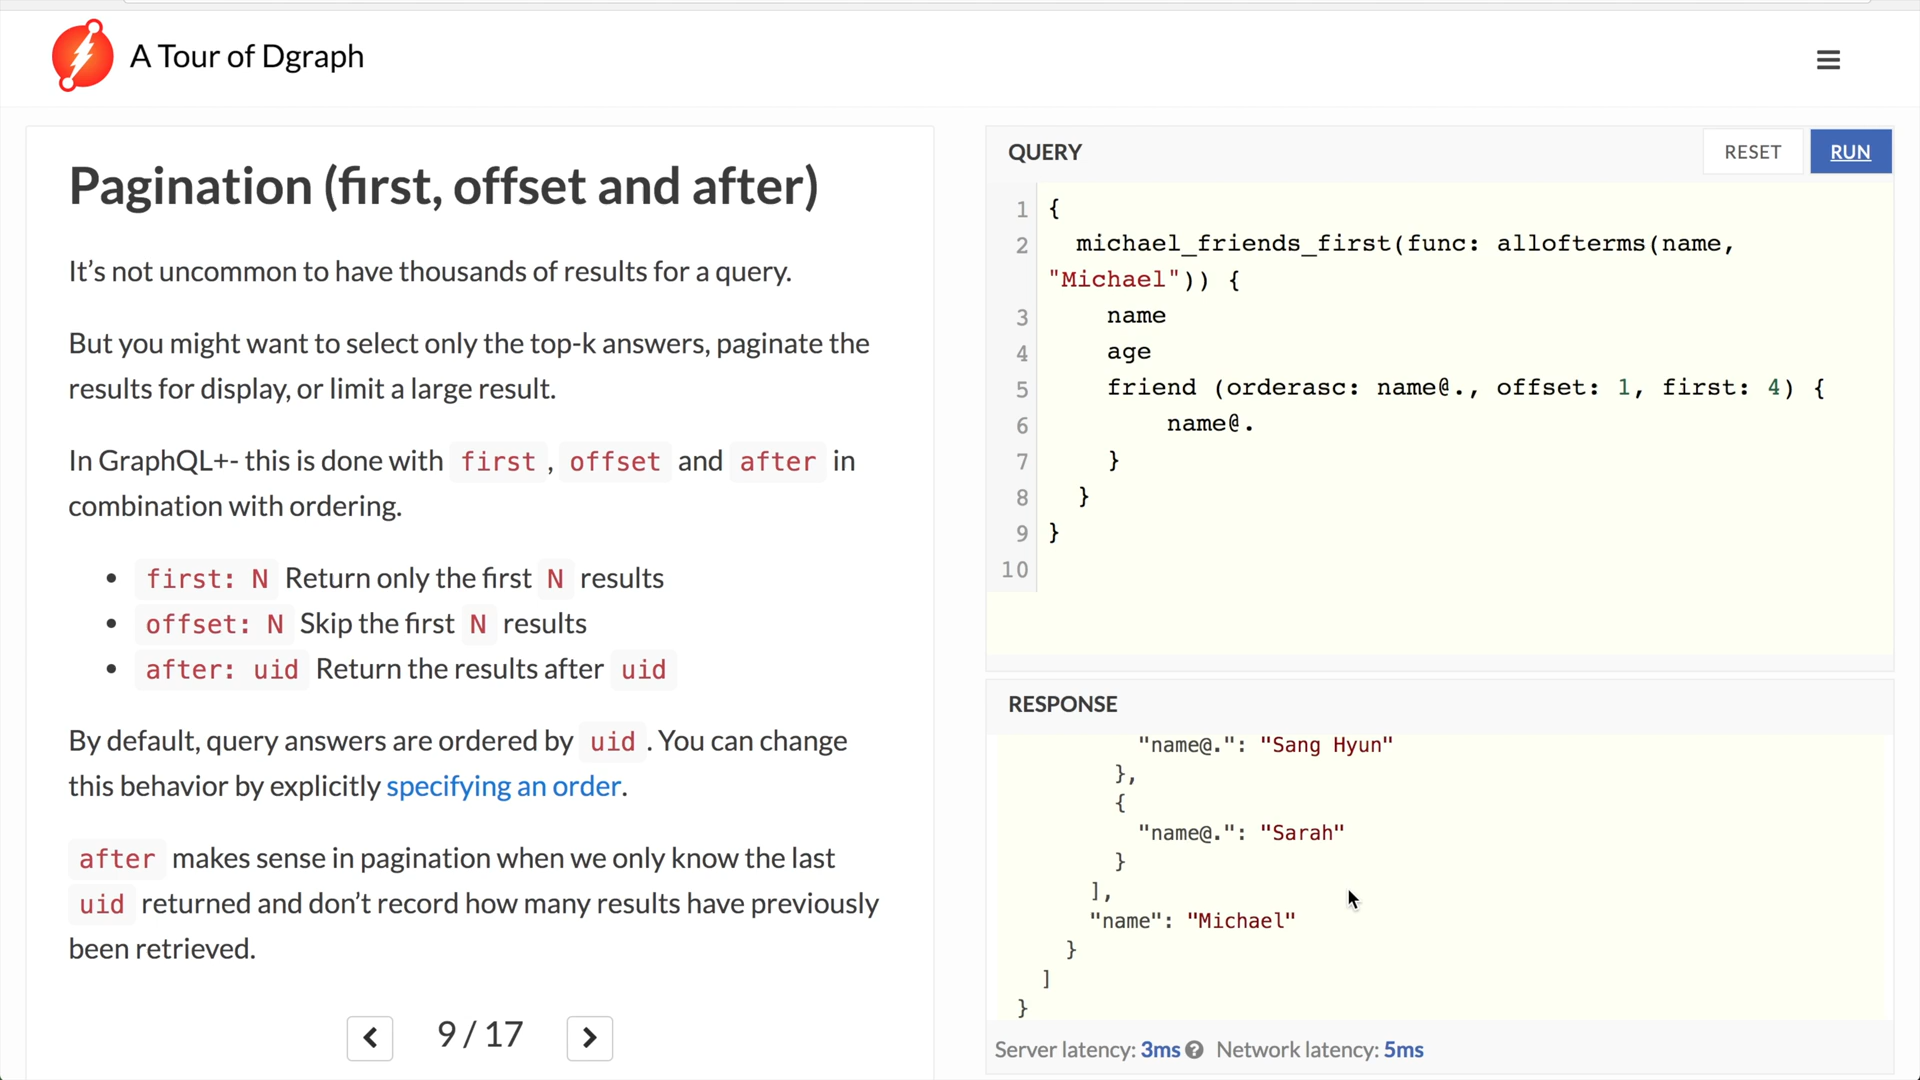 A Tour of Dgraph
Pagination (first, offset and after)
It's not uncommon to have thousands of results for a query.
But you might want to select only the top-k answers, paginate the
results for display, or limit a large result.
In GraphQL+- this is done with first , offset and after in
combination with ordering.
• first: N Return only the first N results
• offset: N Skip the first N results
• after: uid Return the results after uid
By default, query answers are ordered by uid . You can change
this behavior by explicitly specifying an order.
after makes sense in pagination when we only know the last
uid returned and don't record how many results have previously
been retrieved.
9 / 17
QUERY
RESET
RUN
1 {
2 michael_friends_first(func: allofterms(name,
"Michael")) {
3 name
4 age
5 friend (orderasc: name@., offset: 1, first: 4) {
6 name@.
7 }
8 }
9 }
10
RESPONSE
"name@.": "Sang Hyun"
},
{
"name@.": "Sarah"
}
],
"name": "Michael"
}
]
}
Server latency: 3ms ? Network latency: 5ms